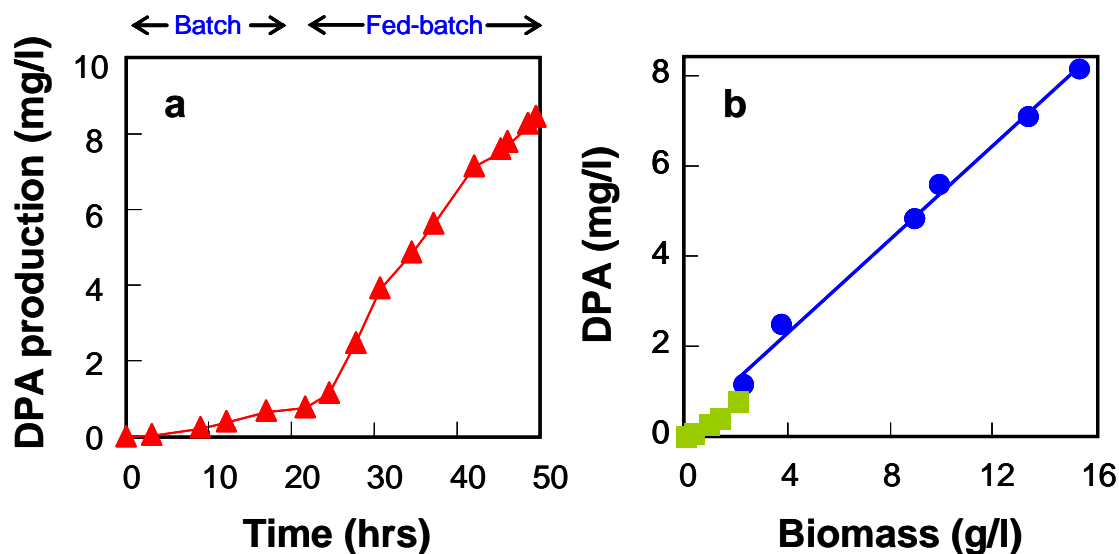 Batch
Fed-batch
10
8
6
4
2
0
a
DPA production (mg/l)
0 10 20 30 40 50
Time (hrs)
8
6
4
2
0
b
DPA (mg/l)
0 4 8 12 16
Biomass (g/l)